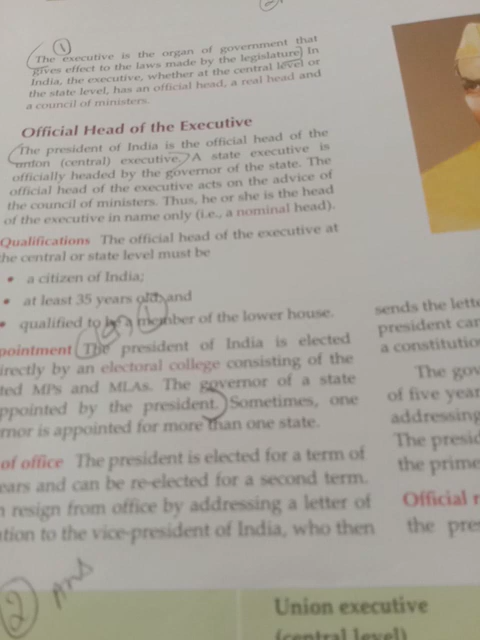 1
The executive is the organ of government that
gives effect to the laws made by the legislature. In
India, the executive, whether at the central level or
the state level, has an official head, a real head and
a council of ministers.
Official Head of the Executive
The president of India is the official head of the
union (central) executive. A state executive is
officially headed by the governor of the state. The
official head of the executive acts on the advice of
the council of ministers. Thus, he or she is the head
of the executive in name only (i.e., a nominal head).
Qualifications The official head of the executive at
the central or state level must be
• a citizen of India;
• at least 35 years old; and
• qualified to be a member of the lower house.
pointment The president of India is elected
irectly by an electoral college consisting of the
ted MPs and MLAs. The governor of a state
ppointed by the president. Sometimes, one
rnor is appointed for more than one state.
of office The president is elected for a term of
ears and can be re-elected for a second term.
n resign from office by addressing a letter of
ation to the vice-president of India, who then
sends the lette
president can
a constitutio
The gov
of five year
addressing
The presid
the prime
Official r
the pres
2 Ans
Union executive
(central level)